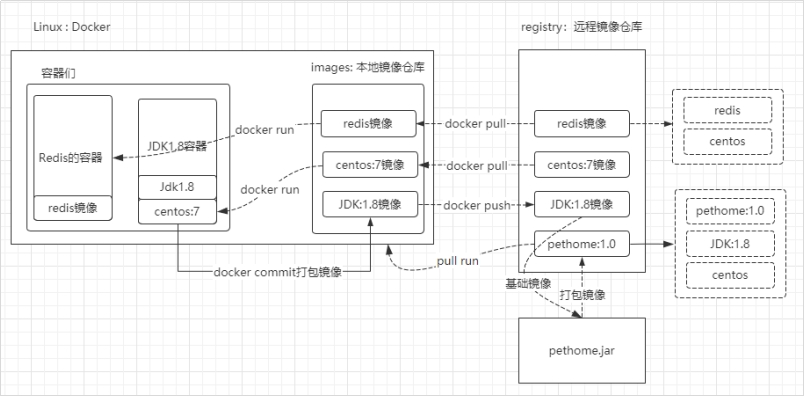 Linux : Docker
registry：远程镜像仓库
容器们
images: 本地镜像仓库
Redis的容器
redis镜像
JDK1.8容器
Jdk1.8
centos:7
docker run
docker run
redis镜像
centos:7镜像
JDK:1.8镜像
docker pull
docker pull
docker push
redis镜像
centos:7镜像
JDK:1.8镜像
pethome:1.0
redis
centos
pethome:1.0
JDK:1.8
centos
docker commit打包镜像
pull run
基础镜像
打包镜像
pethome.jar